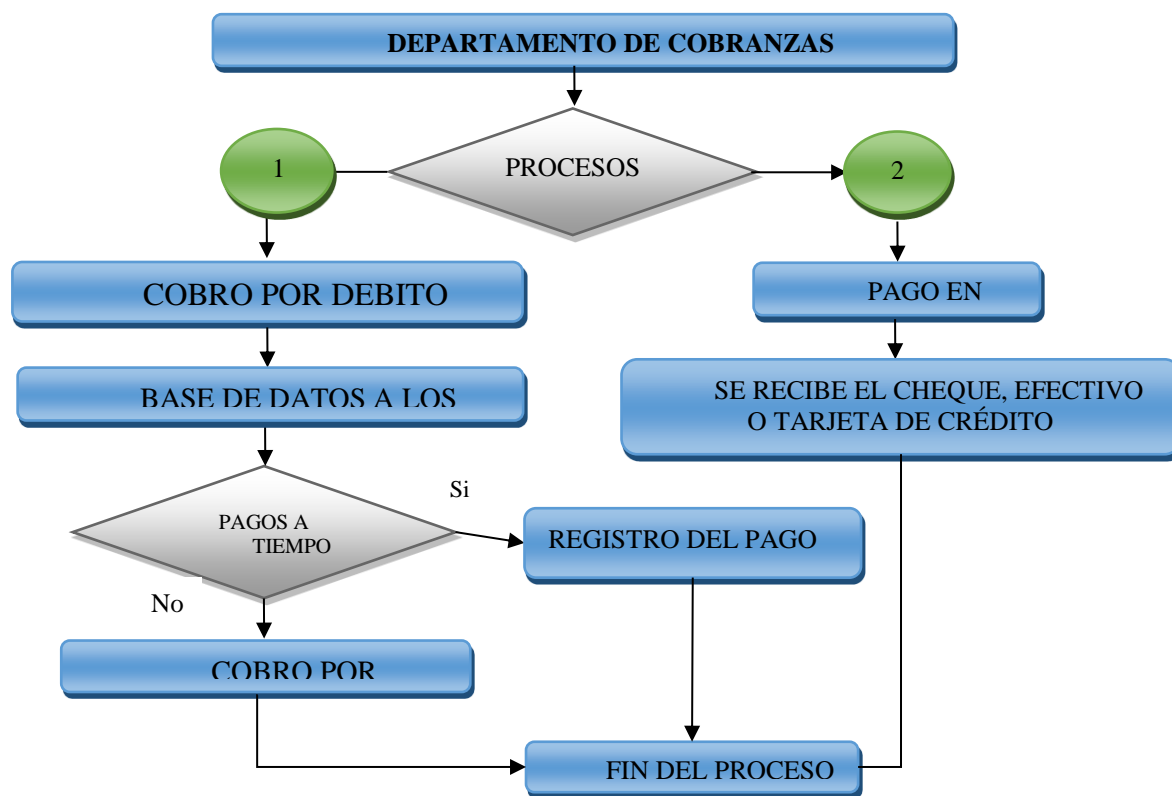 DEPARTAMENTO DE COBRANZAS
1
PROCESOS
2
COBRO POR DEBITO
PAGO EN
BASE DE DATOS A LOS
SE RECIBE EL CHEQUE, EFECTIVO
O TARJETA DE CRÉDITO
Si
PAGOS A
TIEMPO
REGISTRO DEL PAGO
No
COBRO POR
FIN DEL PROCESO